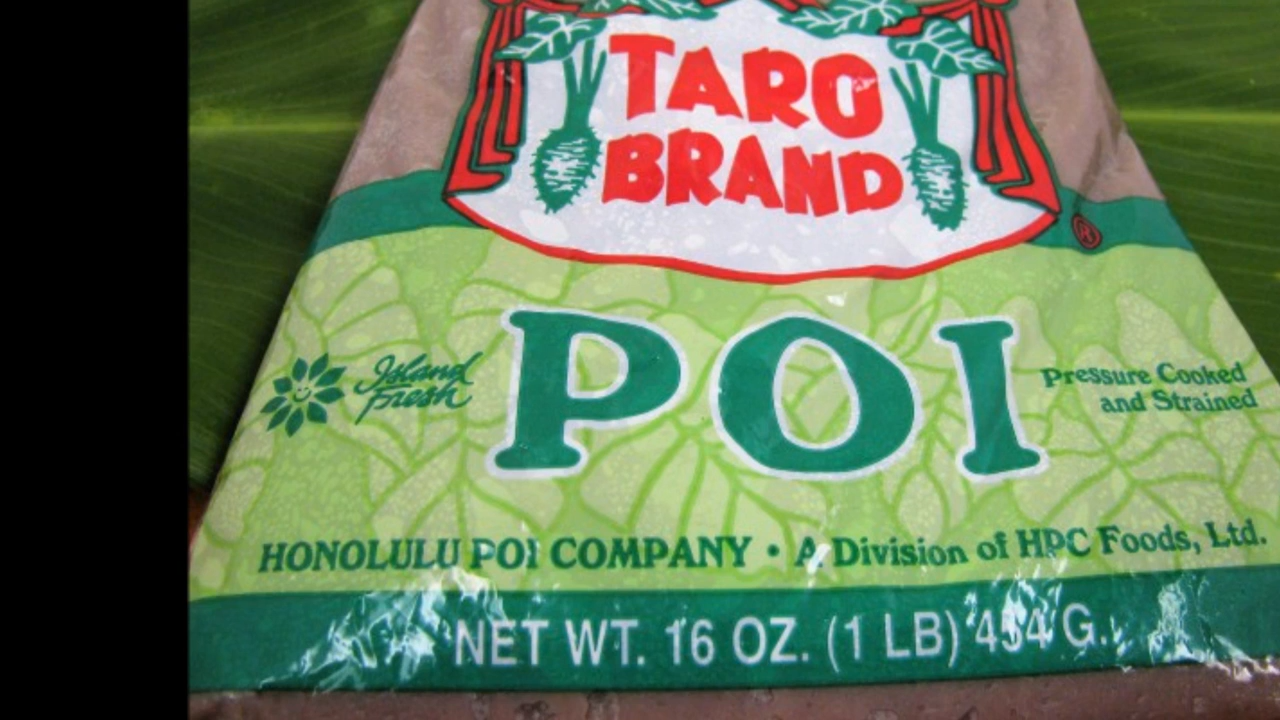 TARO
BRAND
®
Island
Fresh
POI
Pressure Cooked
and Strained
HONOLULU POI COMPANY • A Division of HPC Foods, Ltd.
NET WT. 16 OZ. (1 LB) 454 G.